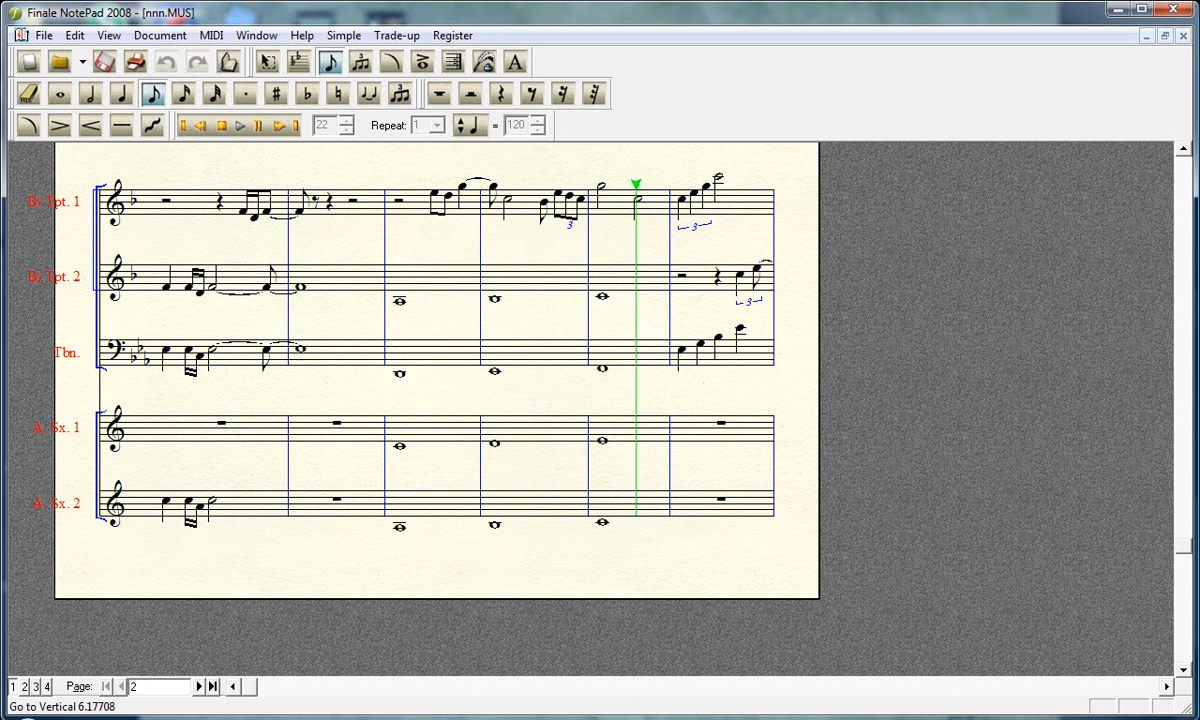 Finale NotePad 2008 - [nnn.MUS]
File Edit View Document MIDI Window Help Simple Trade-up Register
A
22 Repeat: 1 = 120
B♭ Tpt. 1
3
3
B♭ Tpt. 2
3
Tbn.
A. Sx. 1
A. Sx. 2
1 2 3 4 Page: 2
Go to Vertical 6.17708